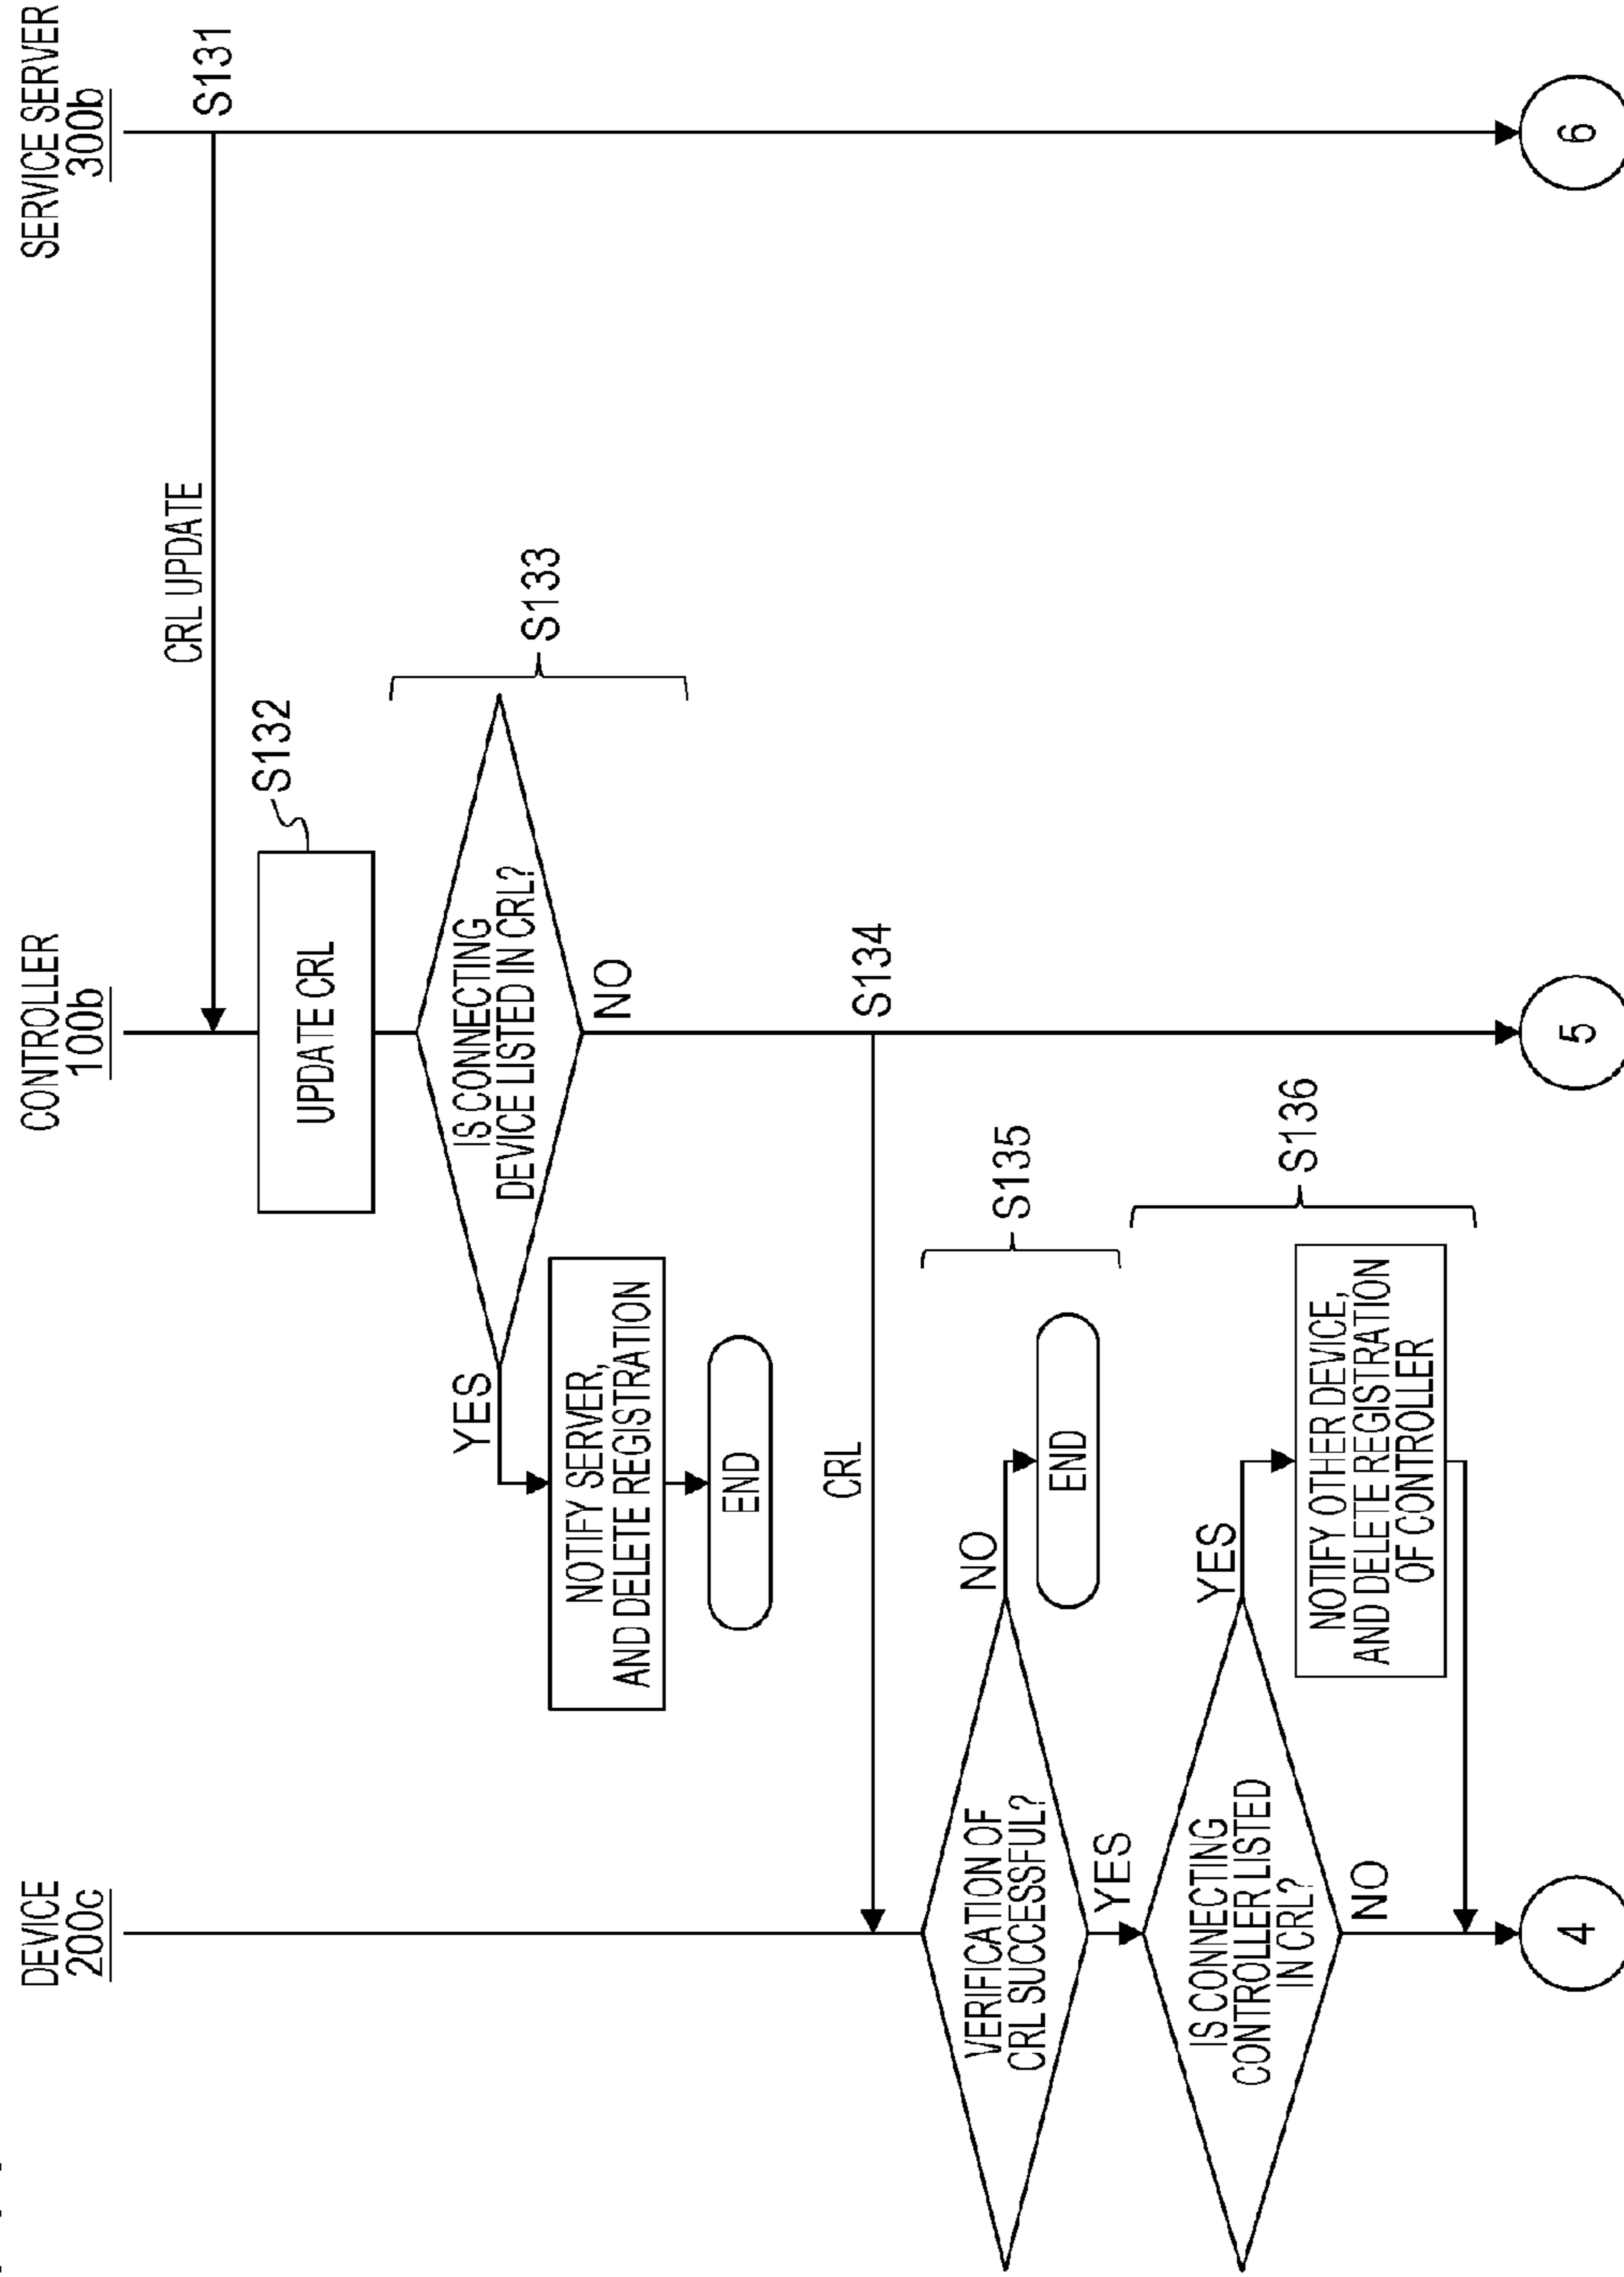 DEVICE
200c
CONTROLLER
100b
SERVICE SERVER
300b
S131
CRL UPDATE
S132
UPDATE CRL
IS CONNECTING
DEVICE LISTED IN CRL?
S133
YES
NO
NOTIFY SERVER,
AND DELETE REGISTRATION
END
S134
CRL
VERIFICATION OF
CRL SUCCESSFUL?
NO
END
S135
YES
IS CONNECTING
CONTROLLER LISTED
IN CRL?
YES
NOTIFY OTHER DEVICE,
AND DELETE REGISTRATION
OF CONTROLLER
S136
NO
4
5
6